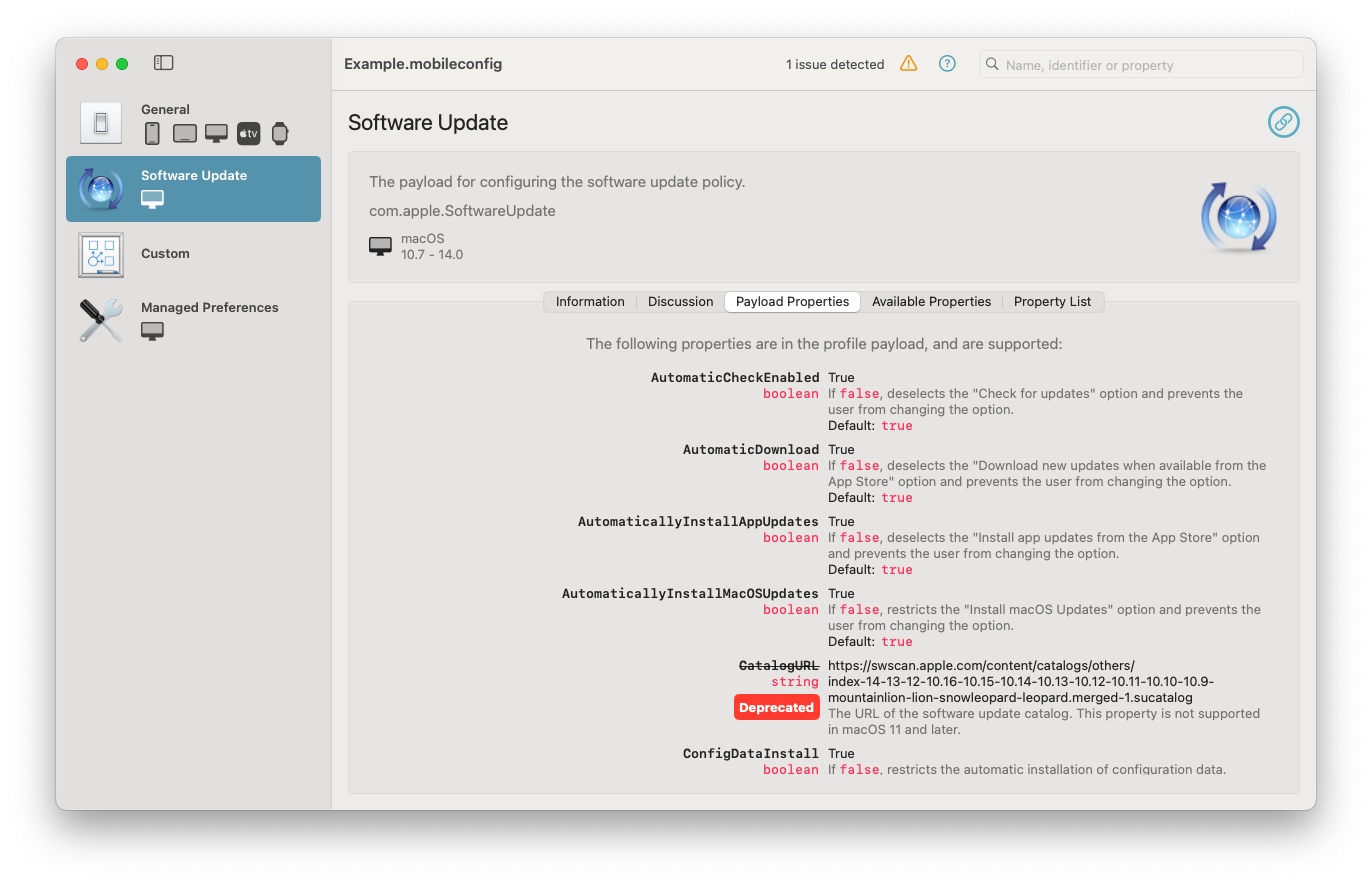 Example.mobileconfig
1 issue detected
?
Name, identifier or property
General
tv
Software Update
Custom
Managed Preferences
Software Update
The payload for configuring the software update policy.
com.apple.SoftwareUpdate
macOS
10.7 - 14.0
Information
Discussion
Payload Properties
Available Properties
Property List
The following properties are in the profile payload, and are supported:
AutomaticCheckEnabled True
boolean If false, deselects the "Check for updates" option and prevents the
user from changing the option.
Default: true
AutomaticDownload True
boolean If false, deselects the "Download new updates when available from the
App Store" option and prevents the user from changing the option.
Default: true
AutomaticallyInstallAppUpdates True
boolean If false, deselects the "Install app updates from the App Store" option
and prevents the user from changing the option.
Default: true
AutomaticallyInstallMacOSUpdates True
boolean If false, restricts the "Install macOS Updates" option and prevents the
user from changing the option.
Default: true
CatalogURL https://swscan.apple.com/content/catalogs/others/
string index-14-13-12-10.16-10.15-10.14-10.13-10.12-10.11-10.10-10.9-
mountainlion-lion-snowleopard-leopard.merged-1.sucatalog
Deprecated The URL of the software update catalog. This property is not supported
in macOS 11 and later.
ConfigDataInstall True
boolean If false, restricts the automatic installation of configuration data.